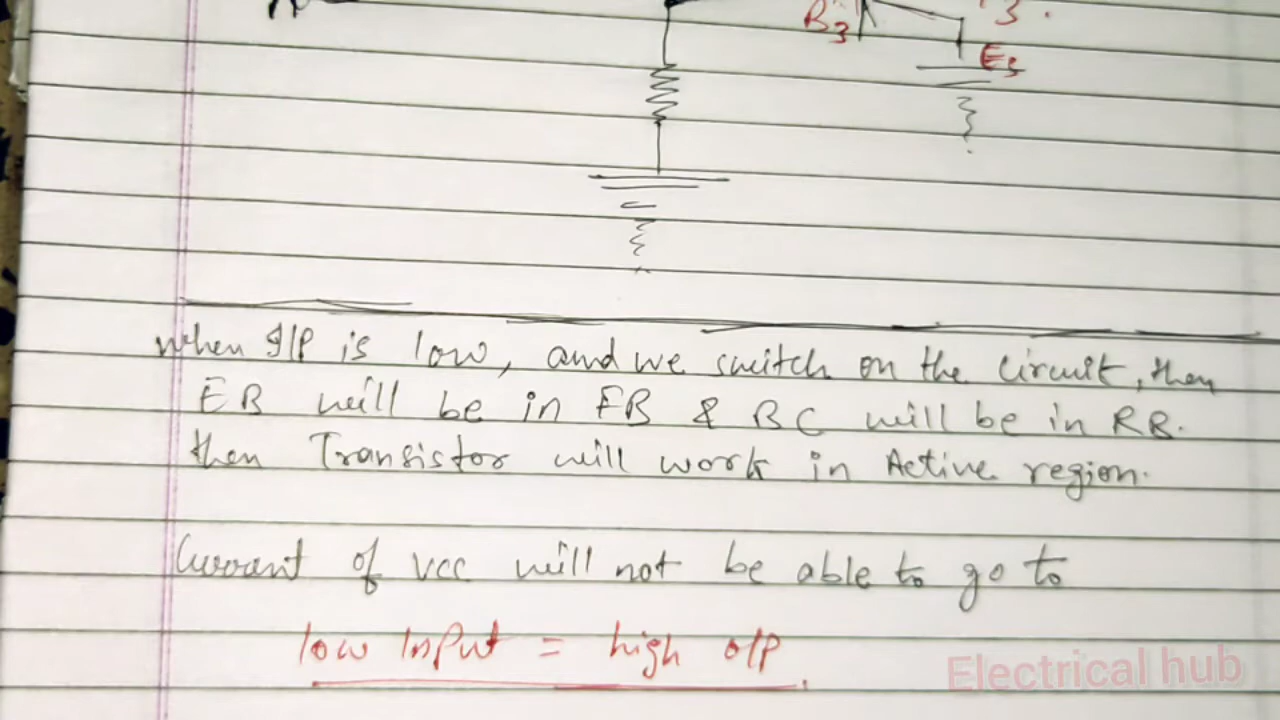 B3
3.
E3
When I/P is low, and we switch on the circuit, then
EB will be in FB & BC will be in RB.
then Transistor will work in Active region.
Current of VCC will not be able to go to
low Input = high o/p
Electrical hub